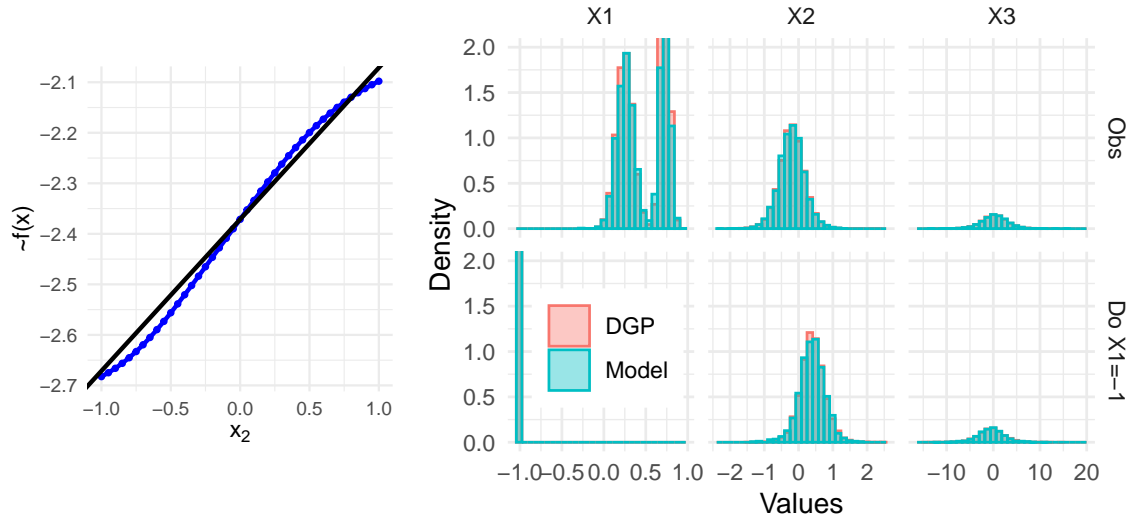 ~f(x)
−2.1
−2.2
−2.3
−2.4
−2.5
−2.6
−2.7
−1.0 −0.5 0.0 0.5 1.0
x2
X1 X2 X3
Density
2.0
1.5
1.0
0.5
0.0
Obs
2.0
1.5
1.0
0.5
0.0
DGP
Model
Do X1=−1
−1.0 −0.5 0.0 0.5 1.0 −2 −1 0 1 2 −10 0 10 20
Values